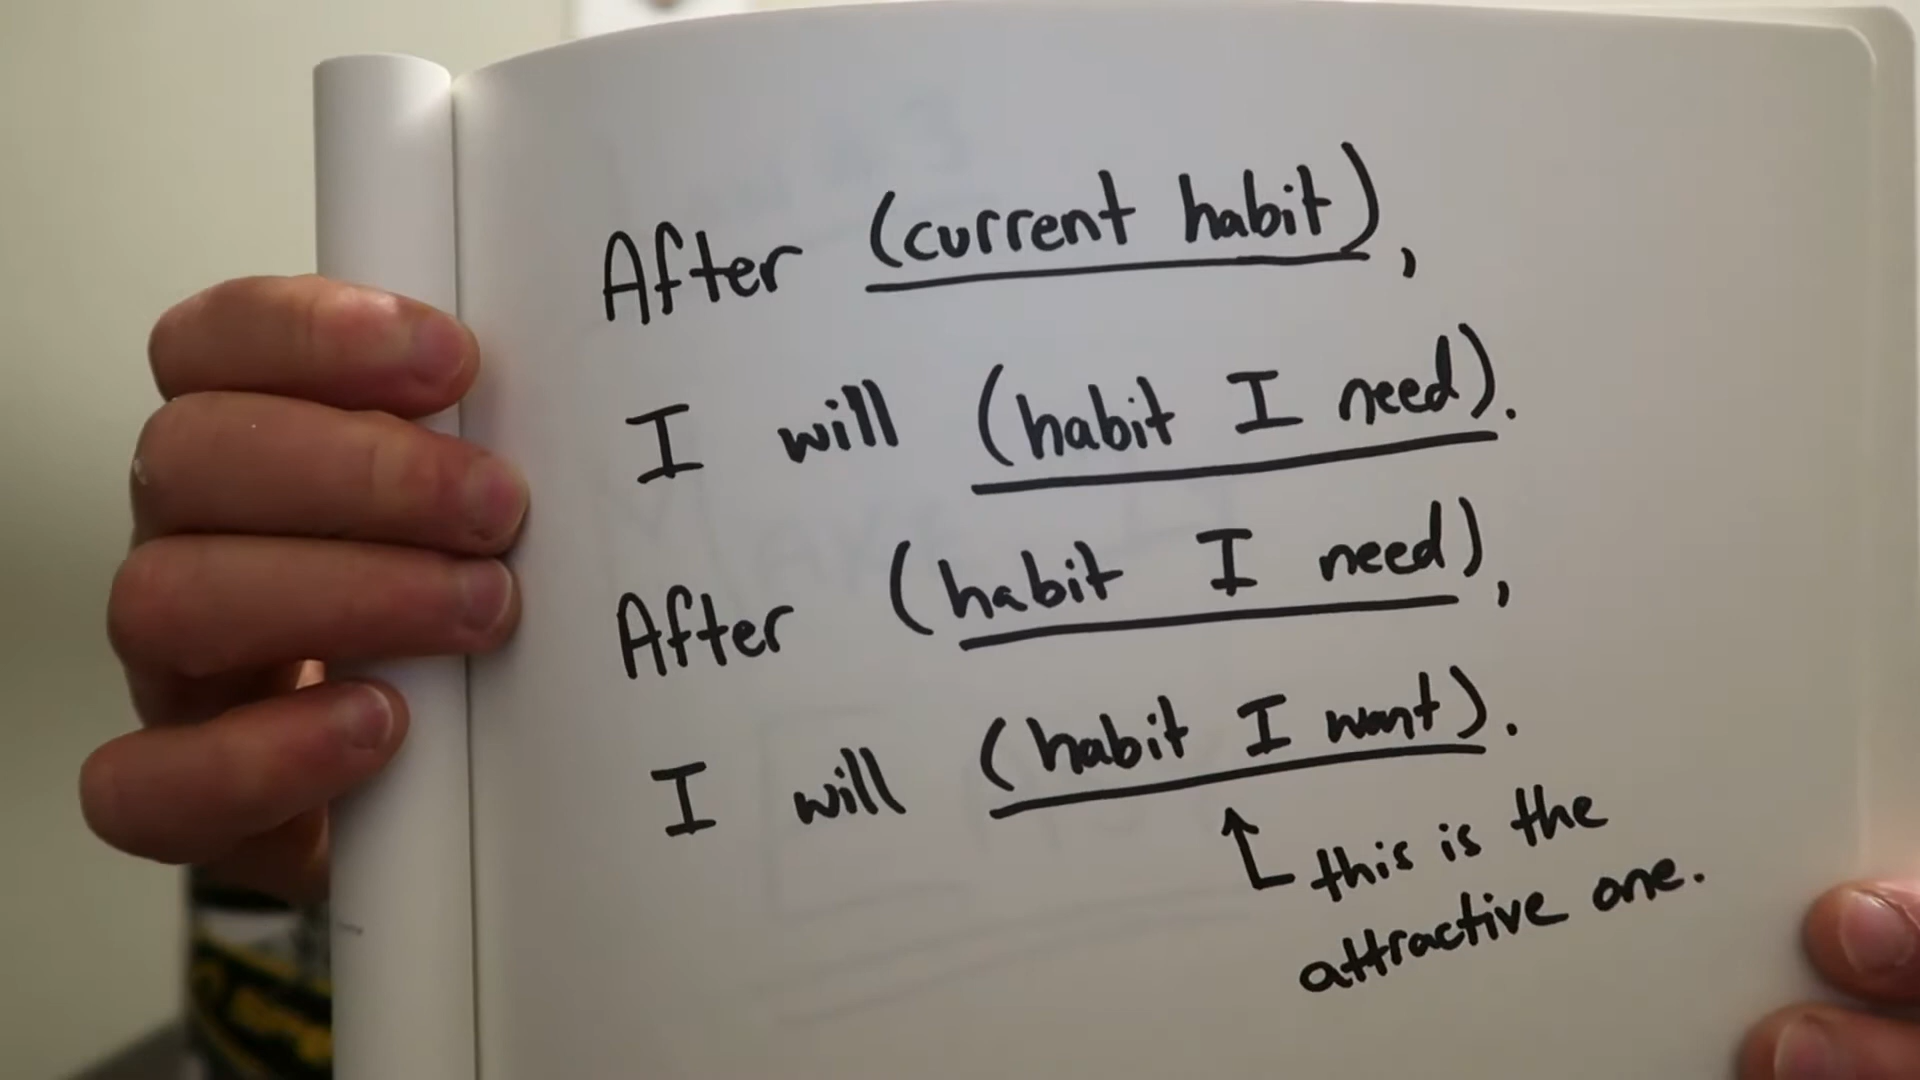 After (current habit),
I will (habit I need).
After (habit I need),
I will (habit I want).
this is the
attractive one.